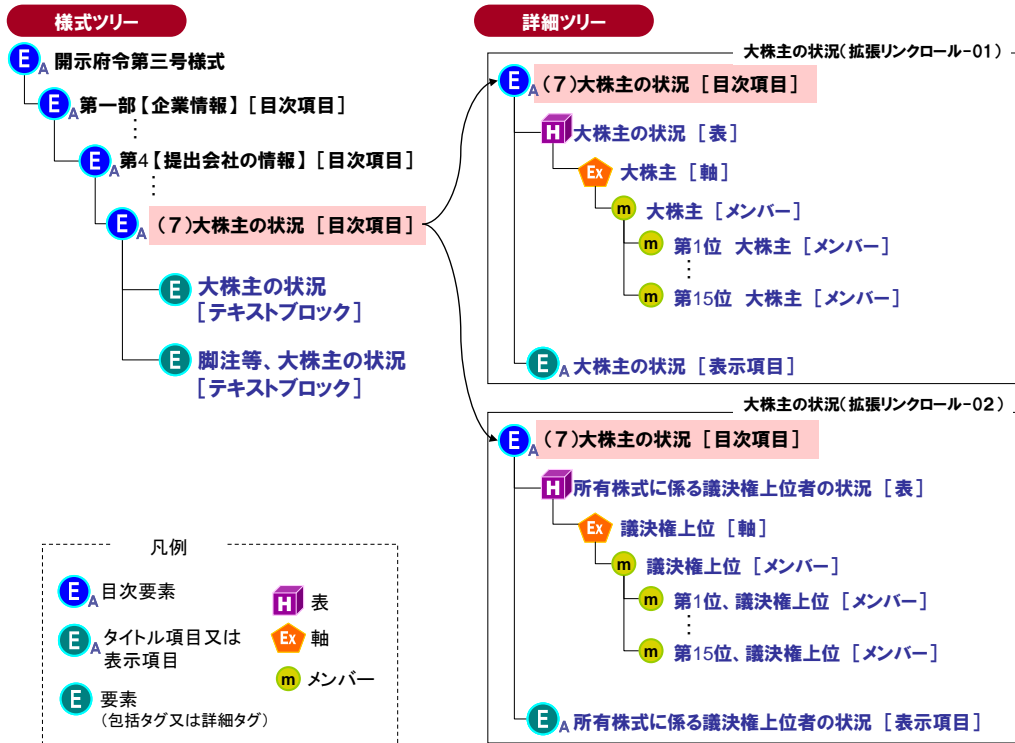 様式ツリー
E A 開示府令第三号様式
E A 第一部【企業情報】［目次項目］
⋮
E A 第4【提出会社の情報】［目次項目］
⋮
E A （7）大株主の状況 ［目次項目］
E 大株主の状況
［テキストブロック］
E 脚注等、大株主の状況
［テキストブロック］
凡例
E A 目次要素
E A タイトル項目又は
表示項目
E 要素
（包括タグ又は詳細タグ）
H 表
Ex 軸
m メンバー
詳細ツリー
大株主の状況（拡張リンクロール-01）
E A （7）大株主の状況 ［目次項目］
H 大株主の状況 ［表］
Ex 大株主 ［軸］
m 大株主 ［メンバー］
m 第1位 大株主 ［メンバー］
⋮
m 第15位 大株主 ［メンバー］
E A 大株主の状況 ［表示項目］
大株主の状況（拡張リンクロール-02）
E A （7）大株主の状況 ［目次項目］
H 所有株式に係る議決権上位者の状況 ［表］
Ex 議決権上位 ［軸］
m 議決権上位 ［メンバー］
m 第1位、議決権上位 ［メンバー］
⋮
m 第15位、議決権上位 ［メンバー］
E A 所有株式に係る議決権上位者の状況 ［表示項目］